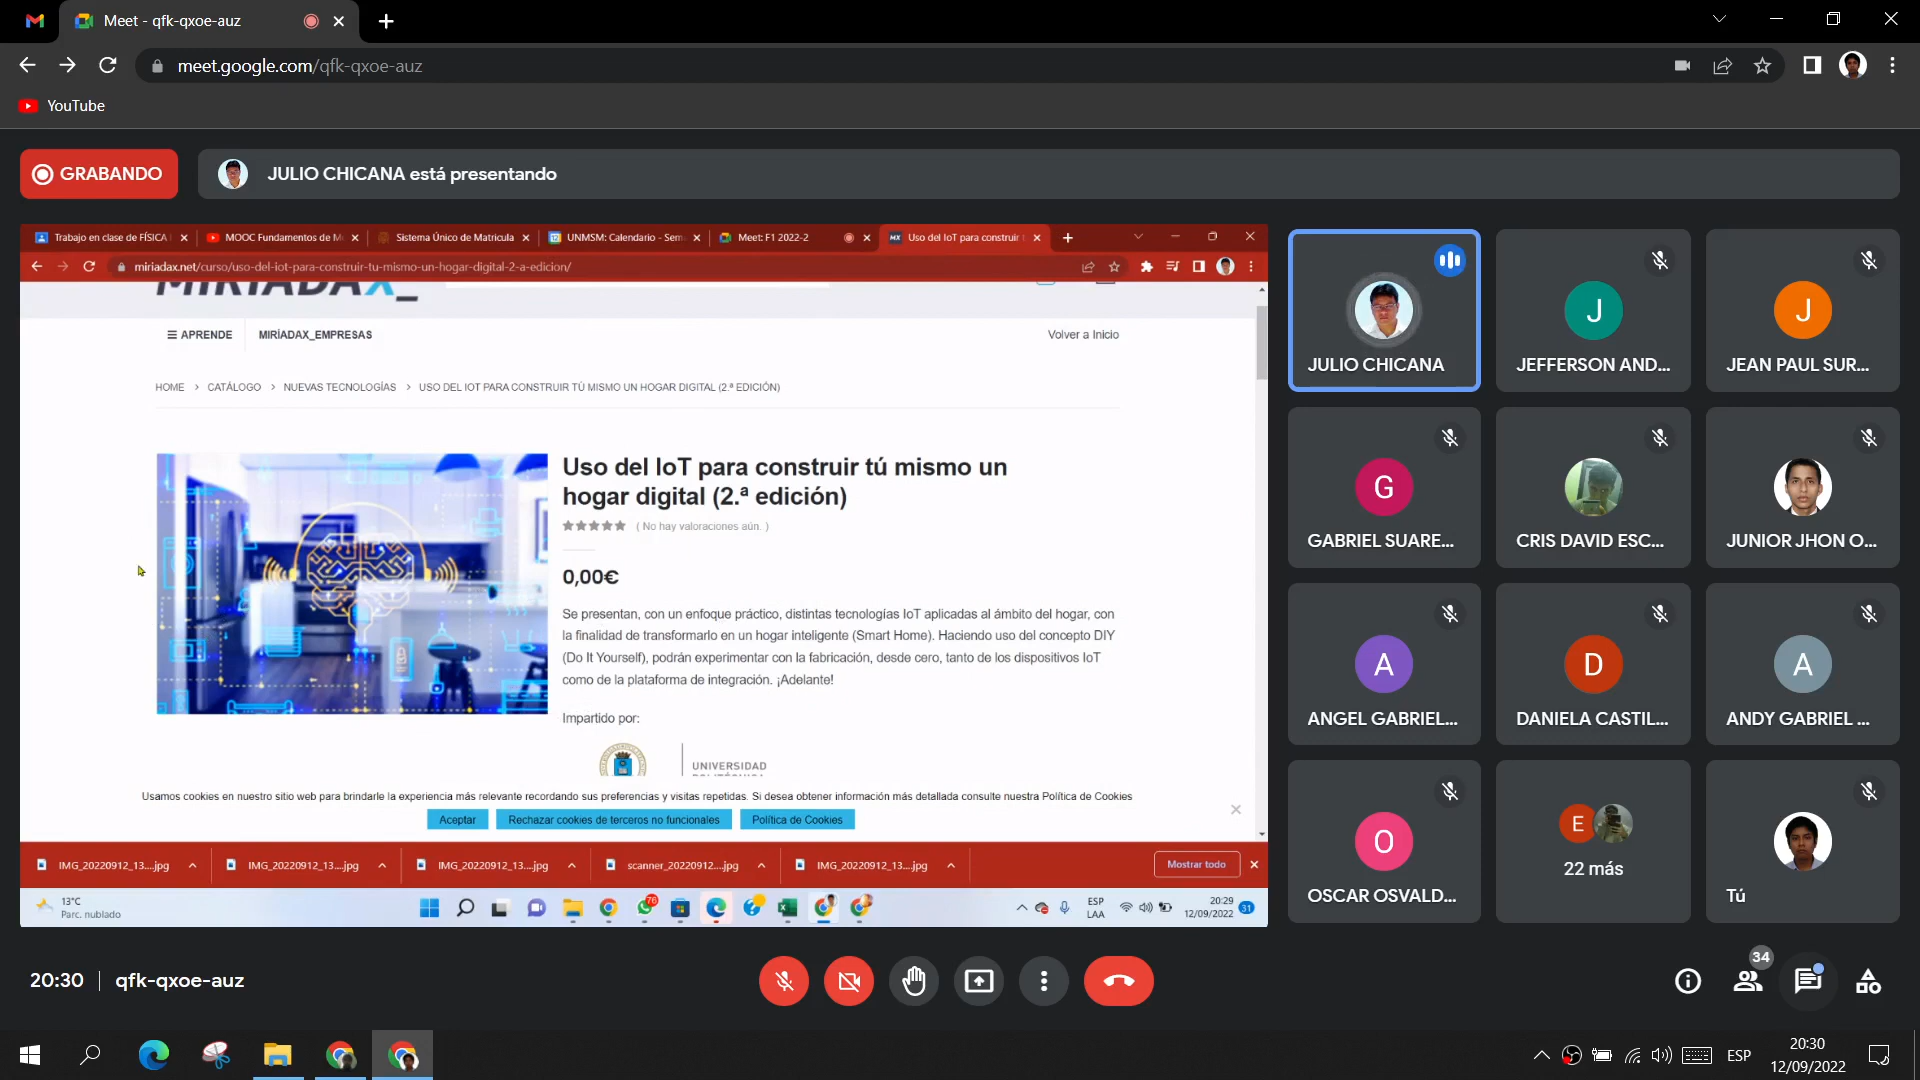 Meet - qfk-qxoe-auz
meet.google.com/qfk-qxoe-auz
YouTube
GRABANDO
JULIO CHICANA está presentando
Trabajo en clase de FÍSICA
MOOC Fundamentos de M
Sistema Único de Matricula
UNMSM: Calendario - Sem
Meet: F1 2022-2
Uso del IoT para construir
miriadax.net/curso/uso-del-iot-para-construir-tu-mismo-un-hogar-digital-2-a-edicion/
MIRIADAX_
APRENDE
MIRÍADAX_EMPRESAS
Volver a Inicio
HOME > CATÁLOGO > NUEVAS TECNOLOGÍAS > USO DEL IOT PARA CONSTRUIR TÚ MISMO UN HOGAR DIGITAL (2.ª EDICIÓN)
Uso del IoT para construir tú mismo un
hogar digital (2.ª edición)
( No hay valoraciones aún. )
0,00€
Se presentan, con un enfoque práctico, distintas tecnologías IoT aplicadas al ámbito del hogar, con
la finalidad de transformarlo en un hogar inteligente (Smart Home). Haciendo uso del concepto DIY
(Do It Yourself), podrán experimentar con la fabricación, desde cero, tanto de los dispositivos IoT
como de la plataforma de integración. ¡Adelante!
Impartido por:
UNIVERSIDAD
POLITÉCNICA
Usamos cookies en nuestro sitio web para brindarle la experiencia más relevante recordando sus preferencias y visitas repetidas. Si desea obtener información más detallada consulte nuestra Política de Cookies
Aceptar
Rechazar cookies de terceros no funcionales
Política de Cookies
IMG_20220912_13....jpg
IMG_20220912_13....jpg
IMG_20220912_13....jpg
scanner_20220912....jpg
IMG_20220912_13....jpg
Mostrar todo
13°C
Parc. nublado
76
ESP
LAA
20:29
12/09/2022
31
JULIO CHICANA
J
JEFFERSON AND...
J
JEAN PAUL SUR...
G
GABRIEL SUARE...
CRIS DAVID ESC...
JUNIOR JHON O...
A
ANGEL GABRIEL...
D
DANIELA CASTIL...
A
ANDY GABRIEL ...
O
OSCAR OSVALD...
E
22 más
Tú
20:30 | qfk-qxoe-auz
34
ESP
20:30
12/09/2022